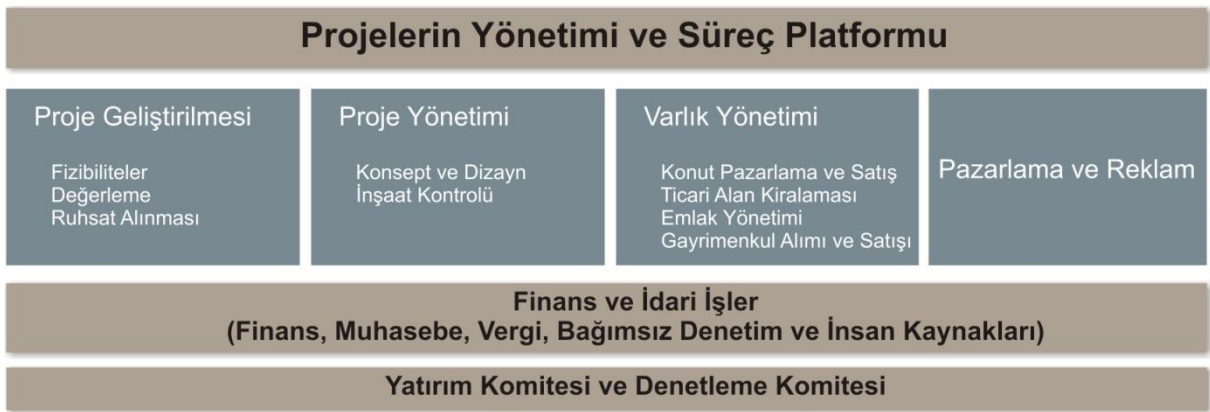 Projelerin Yönetimi ve Süreç Platformu
Proje Geliştirilmesi
Fizibiliteler
Değerleme
Ruhsat Alınması
Proje Yönetimi
Konsept ve Dizayn
İnşaat Kontrolü
Varlık Yönetimi
Konut Pazarlama ve Satış
Ticari Alan Kiralaması
Emlak Yönetimi
Gayrimenkul Alımı ve Satışı
Pazarlama ve Reklam
Finans ve İdari İşler
(Finans, Muhasebe, Vergi, Bağımsız Denetim ve İnsan Kaynakları)
Yatırım Komitesi ve Denetleme Komitesi